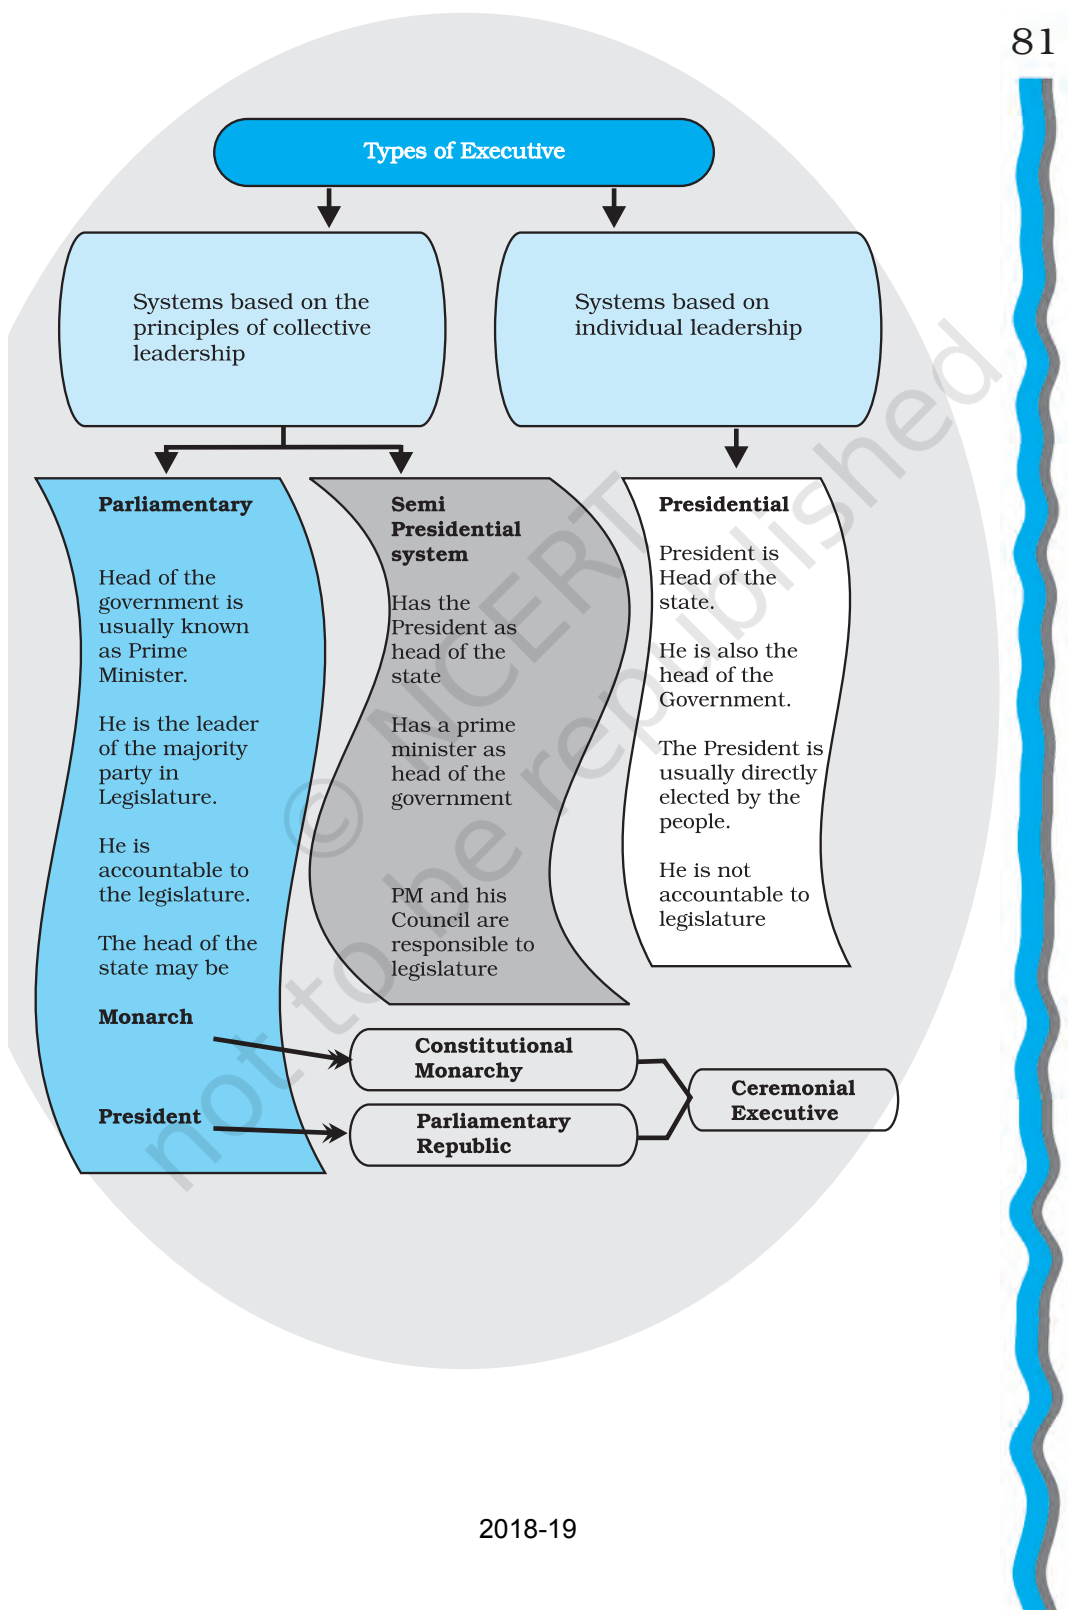 81
Types of Executive
Systems based on the
principles of collective
leadership
Systems based on
individual leadership
Parliamentary
Head of the
government is
usually known
as Prime
Minister.
He is the leader
of the majority
party in
Legislature.
He is
accountable to
the legislature.
The head of the
state may be
Monarch
President
Semi
Presidential
system
Has the
President as
head of the
state
Has a prime
minister as
head of the
government
PM and his
Council are
responsible to
legislature
Presidential
President is
Head of the
state.
He is also the
head of the
Government.
The President is
usually directly
elected by the
people.
He is not
accountable to
legislature
Constitutional
Monarchy
Parliamentary
Republic
Ceremonial
Executive
© NCERT
not to be republished
2018-19